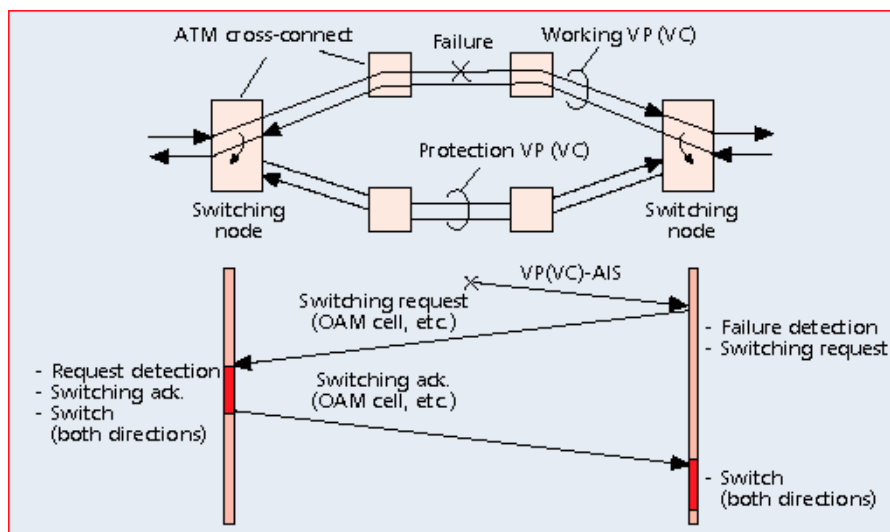 ATM cross-connect
Failure
Working VP (VC)
Protection VP (VC)
Switching
node
Switching
node
VP(VC)-AIS
Switching request
(OAM cell, etc.)
- Failure detection
- Switching request
- Request detection
- Switching ack.
- Switch
(both directions)
Switching ack.
(OAM cell, etc.)
- Switch
(both directions)